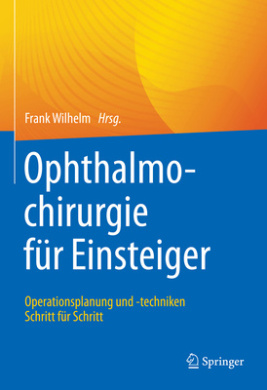 Frank Wilhelm Hrsg.
Ophthalmo-
chirurgie
für Einsteiger
Operationsplanung und -techniken
Schritt für Schritt
Springer